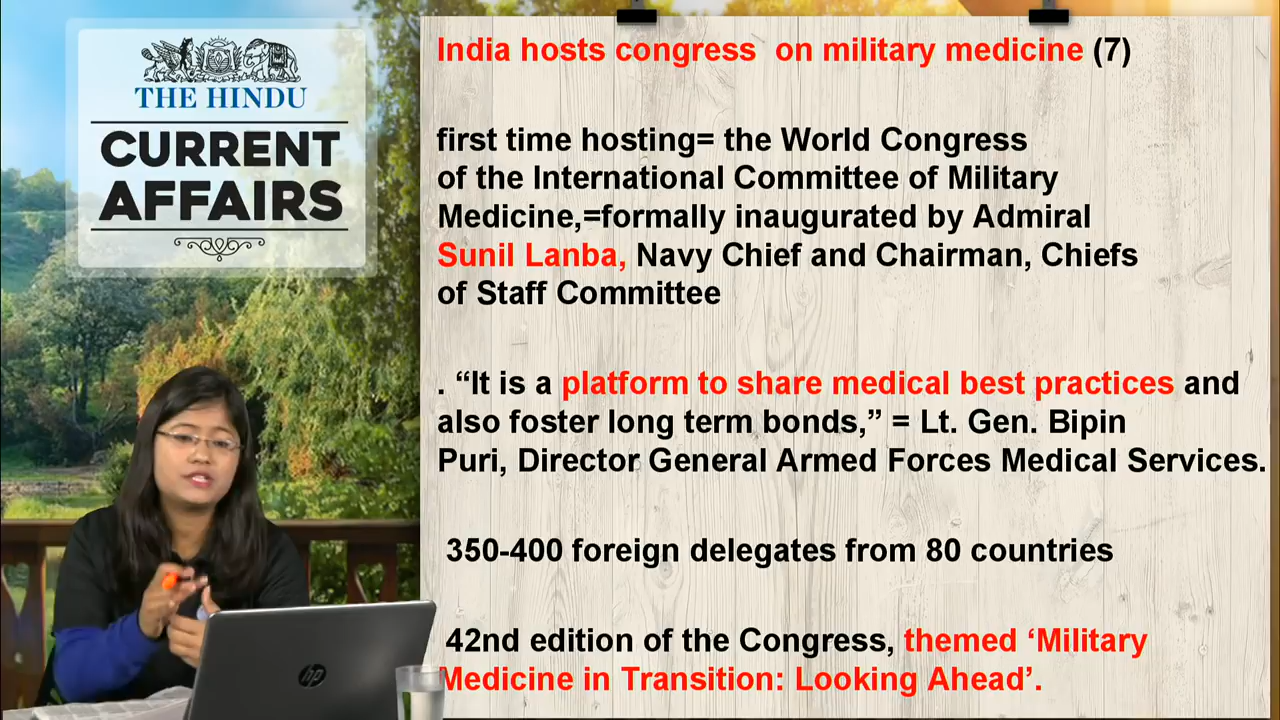 THE HINDU
CURRENT
AFFAIRS
India hosts congress  on military medicine (7)
first time hosting= the World Congress
of the International Committee of Military
Medicine,=formally inaugurated by Admiral
Sunil Lanba, Navy Chief and Chairman, Chiefs
of Staff Committee
. “It is a platform to share medical best practices and
also foster long term bonds,” = Lt. Gen. Bipin
Puri, Director General Armed Forces Medical Services.
350-400 foreign delegates from 80 countries
42nd edition of the Congress, themed ‘Military
Medicine in Transition: Looking Ahead’.
hp